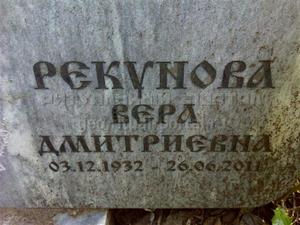 РЕКУНОВА
ВЕРА
ДМИТРИЕВНА
03.12.1932 - 26.06.2011